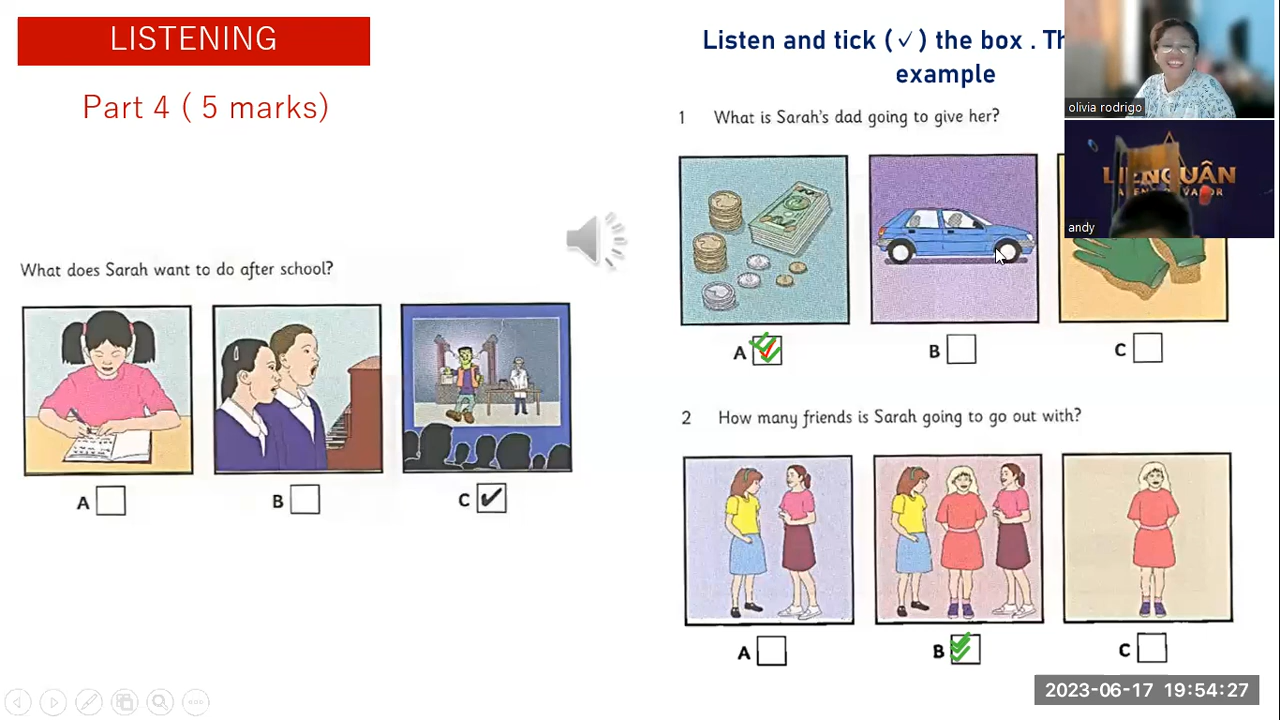 LISTENING
Part 4 ( 5 marks)
What does Sarah want to do after school?
A
B
C
Listen and tick (✓) the box . Th
example
1 What is Sarah's dad going to give her?
A
B
C
2 How many friends is Sarah going to go out with?
A
B
C
olivia rodrigo
andy
2023-06-17 19:54:27